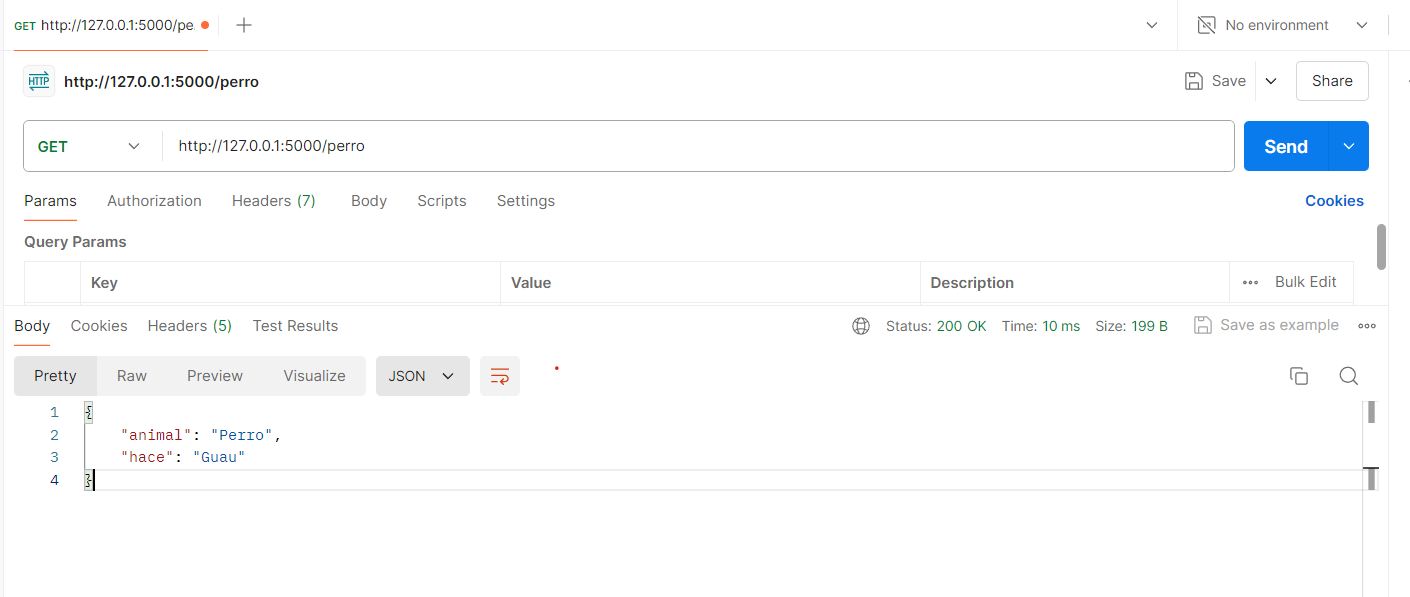 GET http://127.0.0.1:5000/pe
No environment
HTTP http://127.0.0.1:5000/perro
Save
Share
GET http://127.0.0.1:5000/perro
Send
Params Authorization Headers (7) Body Scripts Settings Cookies
Query Params
Key Value Description Bulk Edit
Body Cookies Headers (5) Test Results Status: 200 OK Time: 10 ms Size: 199 B Save as example
Pretty Raw Preview Visualize JSON
1 {
2 "animal": "Perro",
3 "hace": "Guau"
4 }